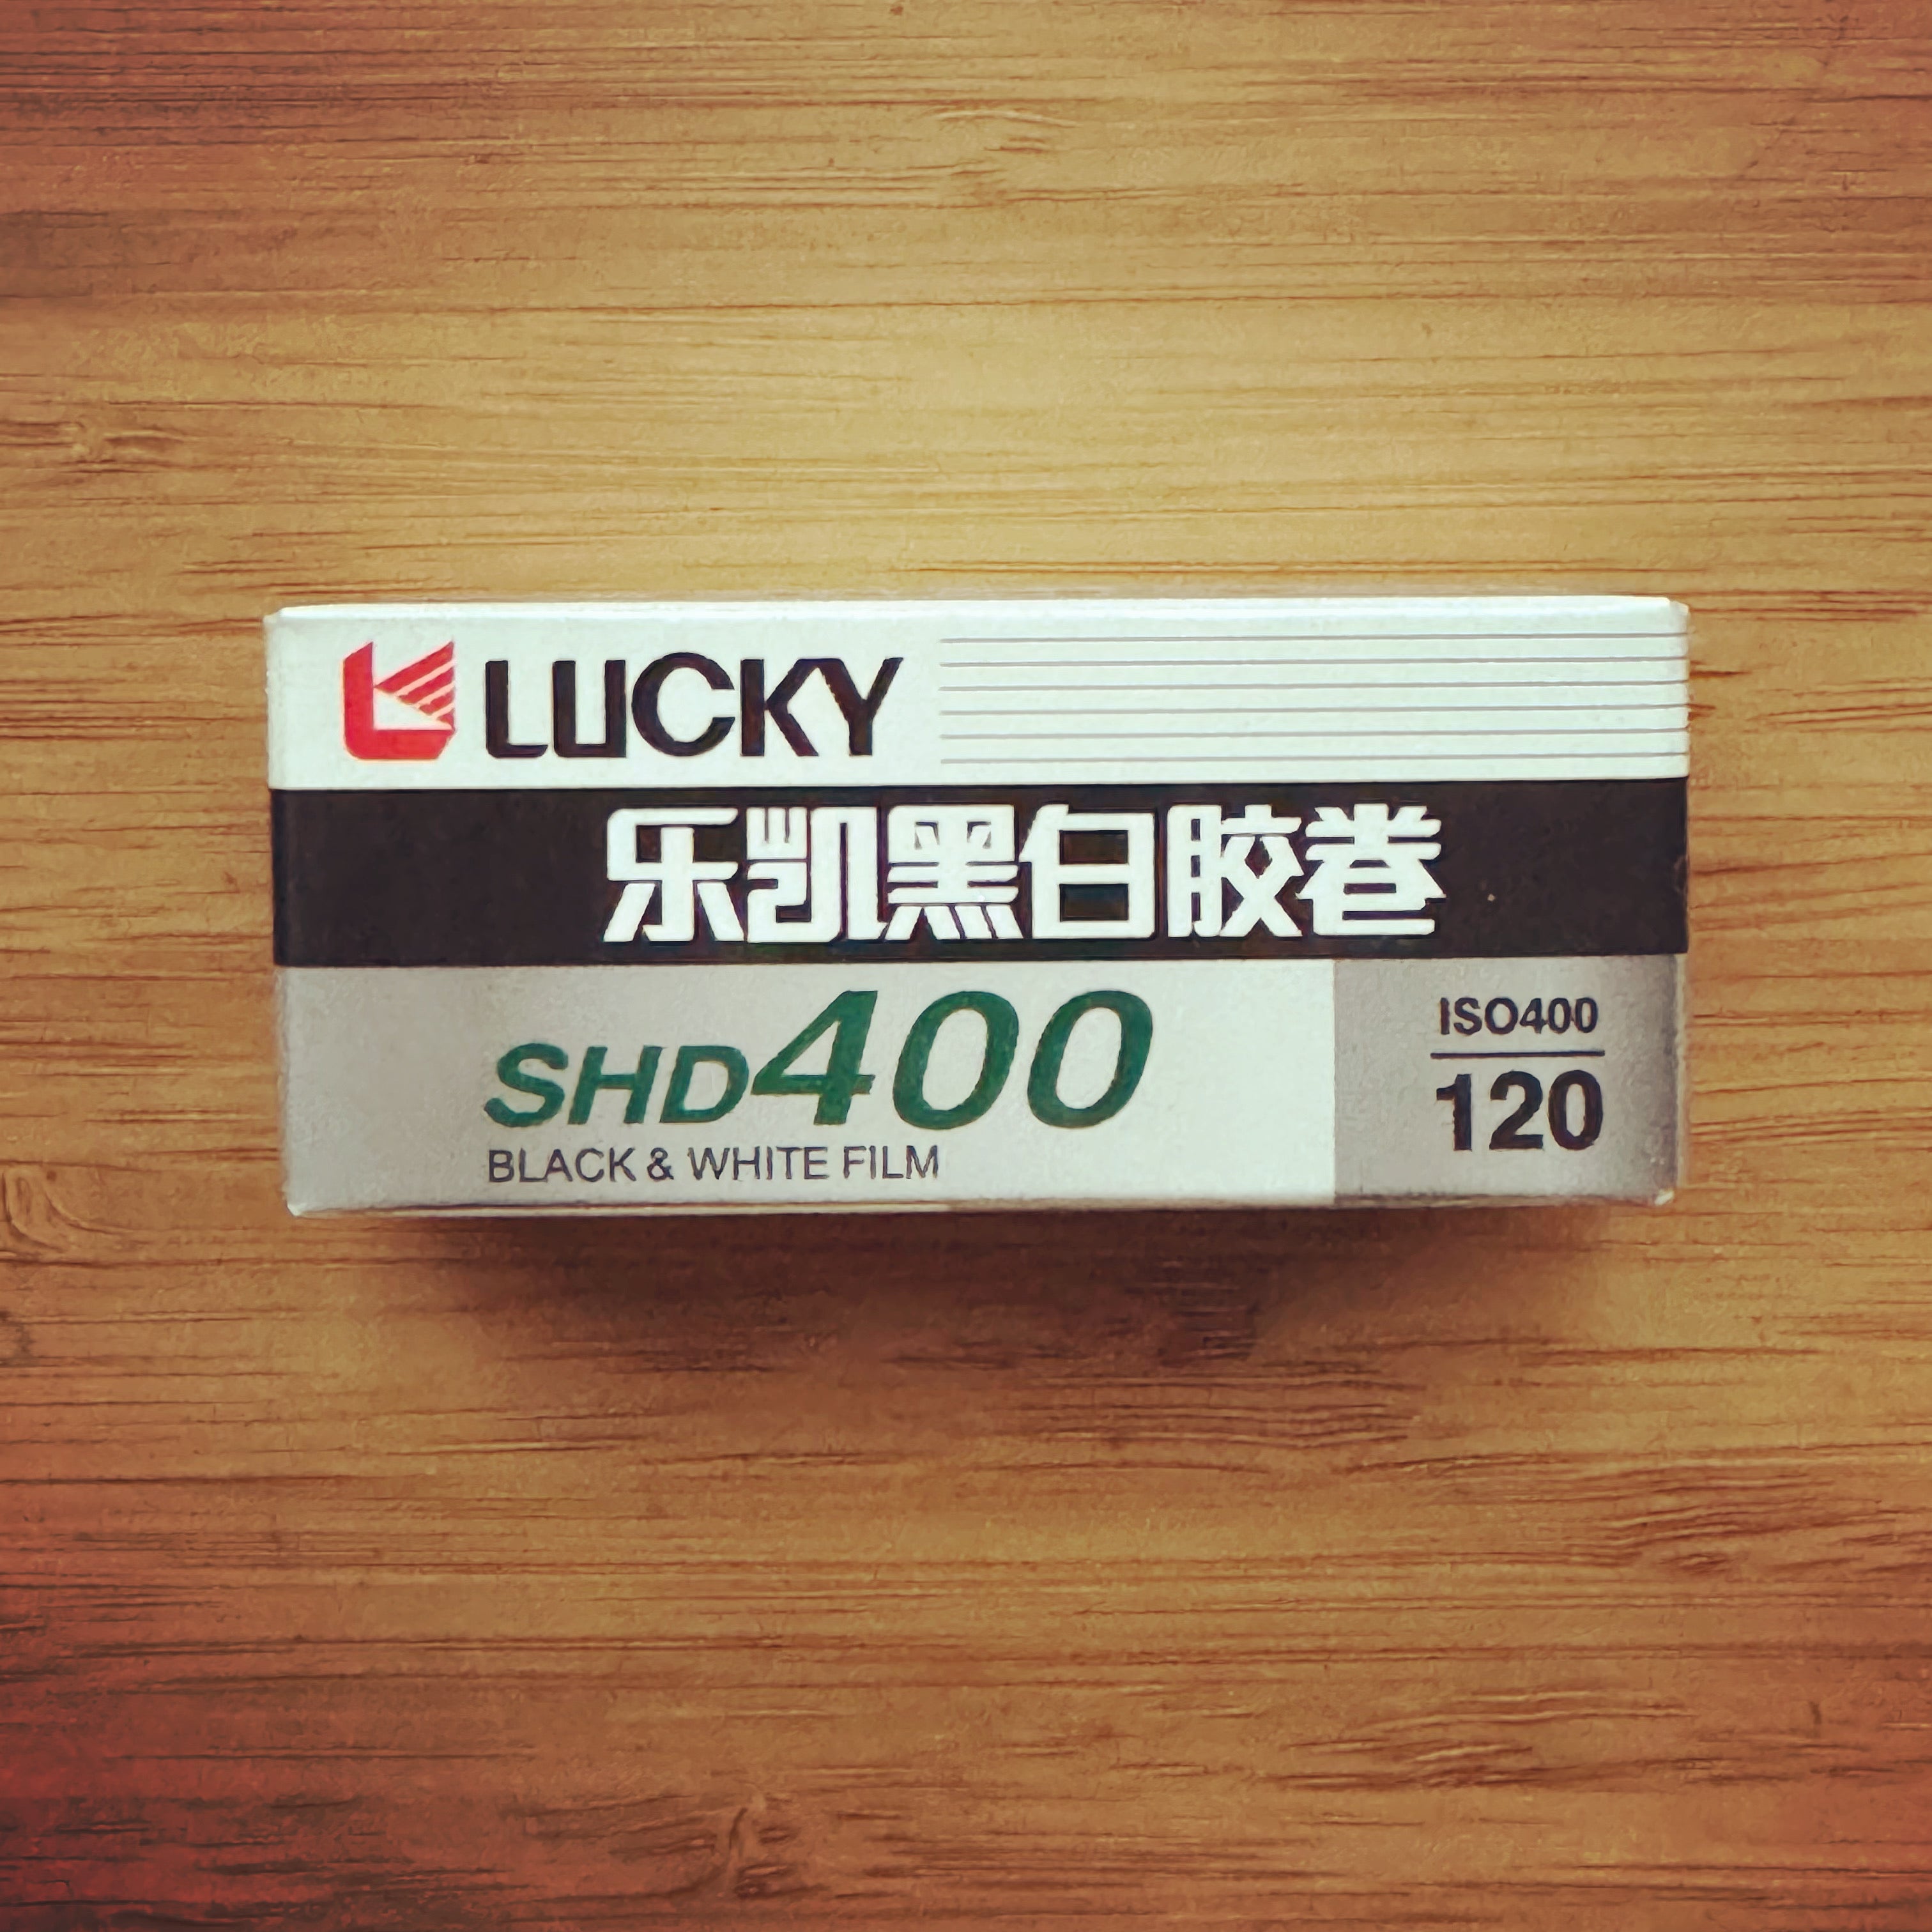 LUCKY
乐凯黑白胶卷
SHD400
BLACK & WHITE FILM
ISO400
120